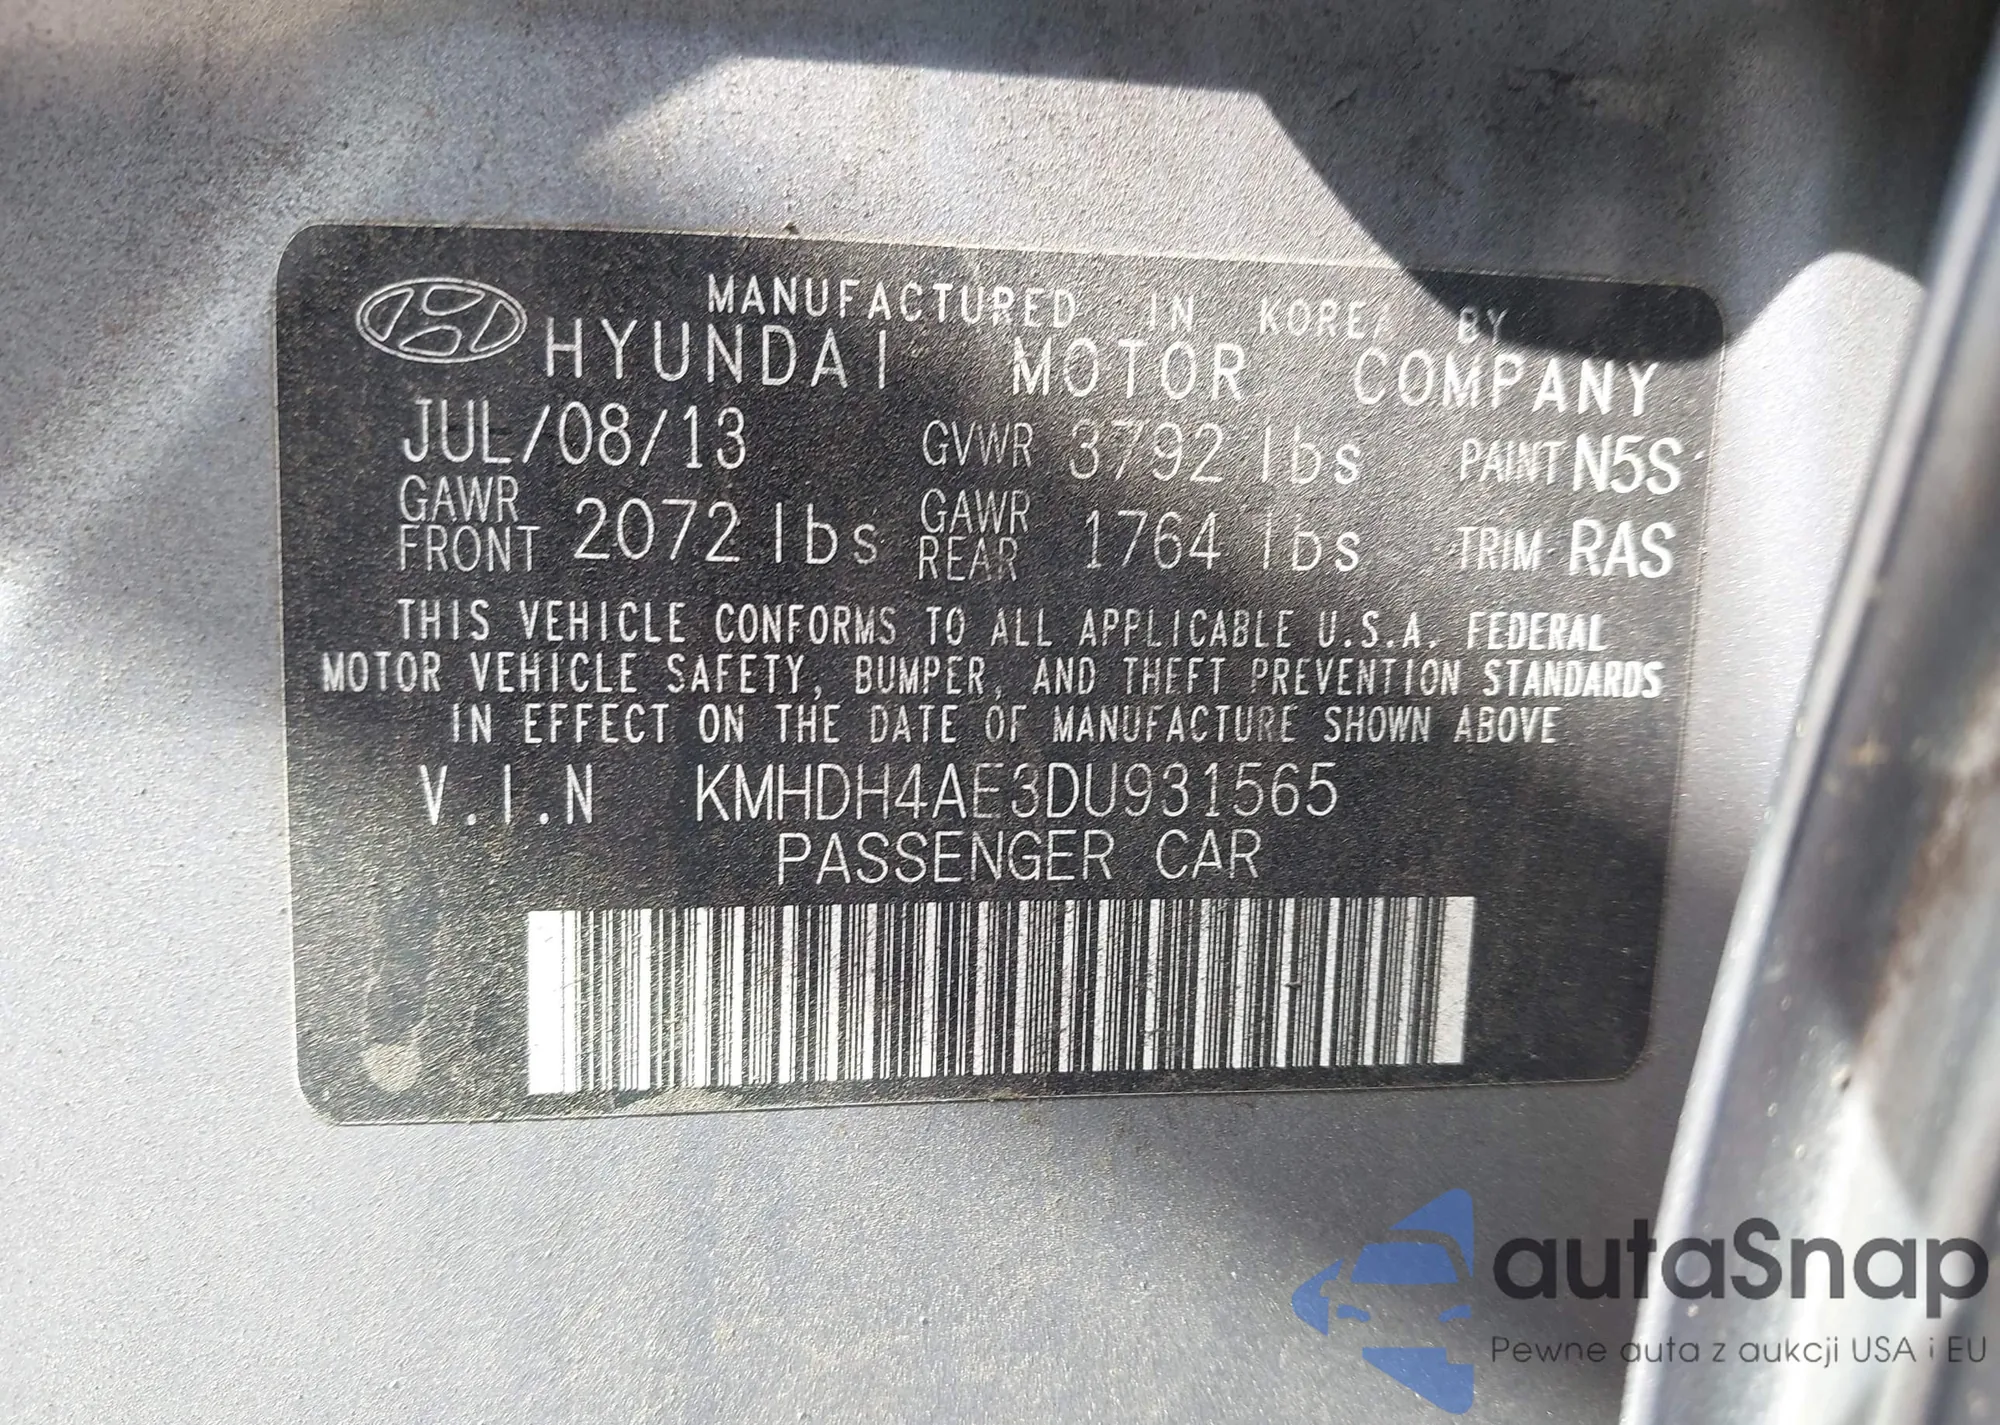 MANUFACTURED IN KOREA BY
HYUNDAI MOTOR COMPANY
JUL/08/13 GVWR 3792 lbs PAINT N5S
GAWR FRONT 2072 lbs GAWR REAR 1764 lbs TRIM RAS
THIS VEHICLE CONFORMS TO ALL APPLICABLE U.S.A. FEDERAL
MOTOR VEHICLE SAFETY, BUMPER, AND THEFT PREVENTION STANDARDS
IN EFFECT ON THE DATE OF MANUFACTURE SHOWN ABOVE
V.I.N KMHDH4AE3DU931565
PASSENGER CAR
autaSnap
Pewne auta z aukcji USA i EU